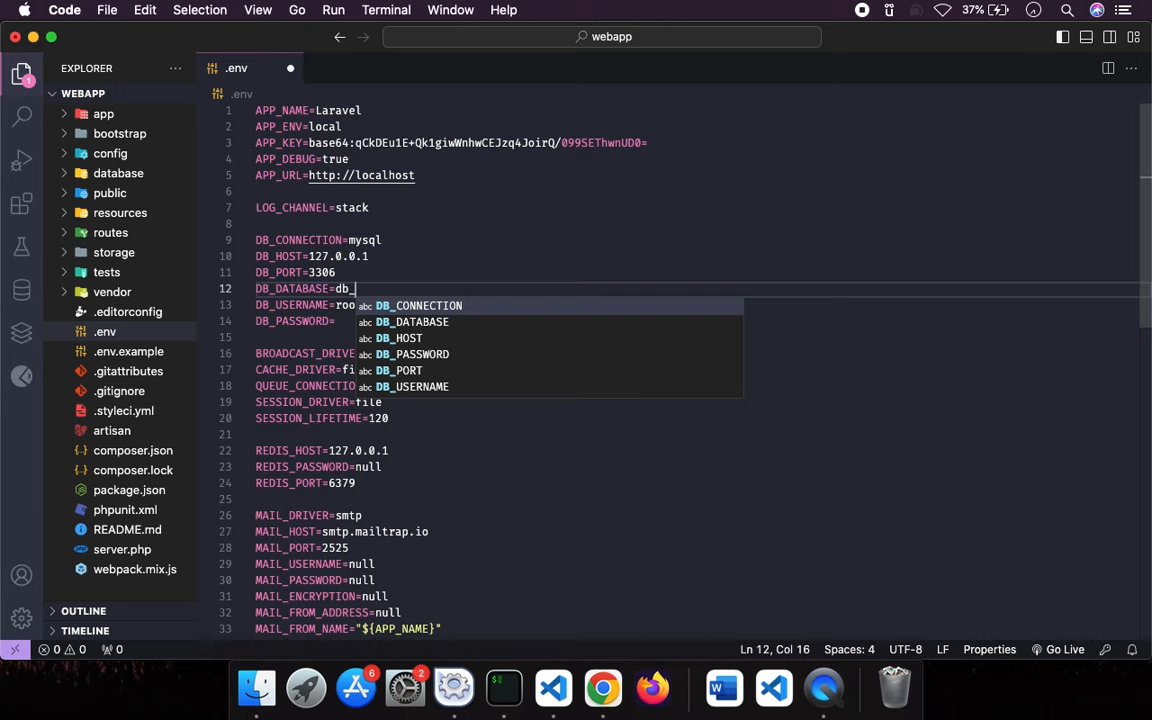 Code File Edit Selection View Go Run Terminal Window Help 37%
webapp
EXPLORER
.env
WEBAPP
.env
app
bootstrap
config
database
public
resources
routes
storage
tests
vendor
.editorconfig
.env
.env.example
.gitattributes
.gitignore
.styleci.yml
artisan
composer.json
composer.lock
package.json
phpunit.xml
README.md
server.php
webpack.mix.js
OUTLINE
TIMELINE
1 APP_NAME=Laravel
2 APP_ENV=local
3 APP_KEY=base64:qCkDEu1E+Qk1giwWnhwCEJzq4JoirQ/099SEThwnUD0=
4 APP_DEBUG=true
5 APP_URL=http://localhost
6
7 LOG_CHANNEL=stack
8
9 DB_CONNECTION=mysql
10 DB_HOST=127.0.0.1
11 DB_PORT=3306
12 DB_DATABASE=db_
13 DB_USERNAME=roo
14 DB_PASSWORD=
15
16 BROADCAST_DRIVE
17 CACHE_DRIVER=fi
18 QUEUE_CONNECTIO
19 SESSION_DRIVER=file
20 SESSION_LIFETIME=120
21
22 REDIS_HOST=127.0.0.1
23 REDIS_PASSWORD=null
24 REDIS_PORT=6379
25
26 MAIL_DRIVER=smtp
27 MAIL_HOST=smtp.mailtrap.io
28 MAIL_PORT=2525
29 MAIL_USERNAME=null
30 MAIL_PASSWORD=null
31 MAIL_ENCRYPTION=null
32 MAIL_FROM_ADDRESS=null
33 MAIL_FROM_NAME="${APP_NAME}"
abc DB_CONNECTION
abc DB_DATABASE
abc DB_HOST
abc DB_PASSWORD
abc DB_PORT
abc DB_USERNAME
0 0 0 Ln 12, Col 16 Spaces: 4 UTF-8 LF Properties Go Live
1
6
2